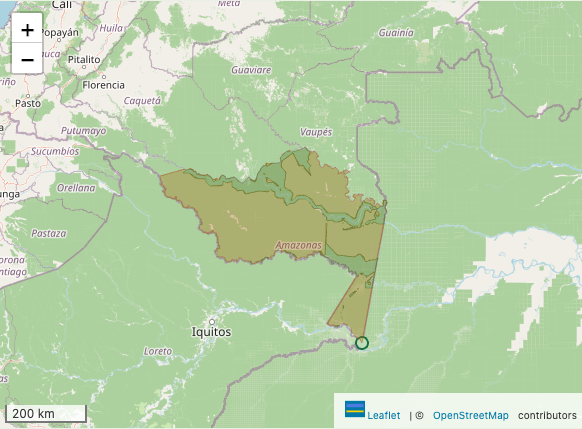 Cali
Meta
+
Popayán
Huila
Guainía
Pitalito
−
Guaviare
Florencia
Caquetá
Pasto
Putumayo
Vaupés
Sucumbíos
Orellana
Pastaza
Amazonas
Iquitos
Loreto
200 km
Leaflet | © OpenStreetMap contributors